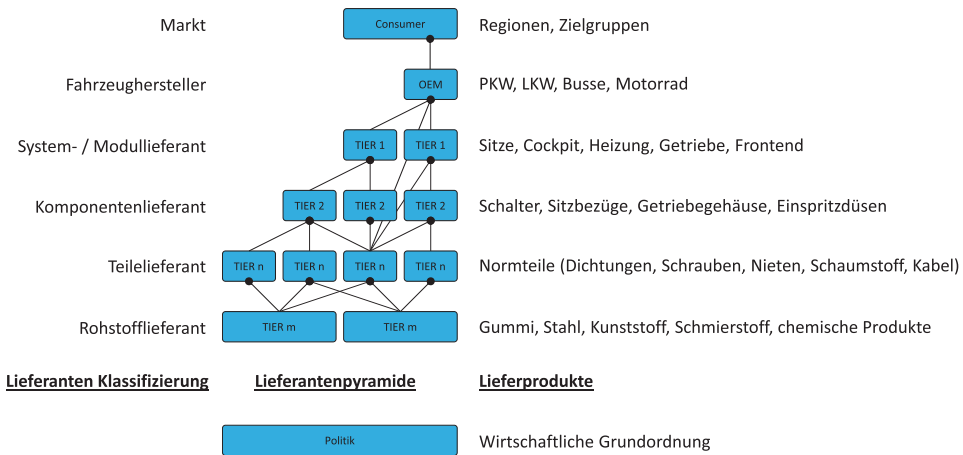 Markt Consumer Regionen, Zielgruppen
Fahrzeughersteller OEM PKW, LKW, Busse, Motorrad
System- / Modullieferant TIER 1 TIER 1 Sitze, Cockpit, Heizung, Getriebe, Frontend
Komponentenlieferant TIER 2 TIER 2 TIER 2 Schalter, Sitzbezüge, Getriebegehäuse, Einspritzdüsen
Teilelieferant TIER n TIER n TIER n TIER n Normteile (Dichtungen, Schrauben, Nieten, Schaumstoff, Kabel)
Rohstofflieferant TIER m TIER m Gummi, Stahl, Kunststoff, Schmierstoff, chemische Produkte
Lieferanten Klassifizierung Lieferantenpyramide Lieferprodukte
Politik Wirtschaftliche Grundordnung